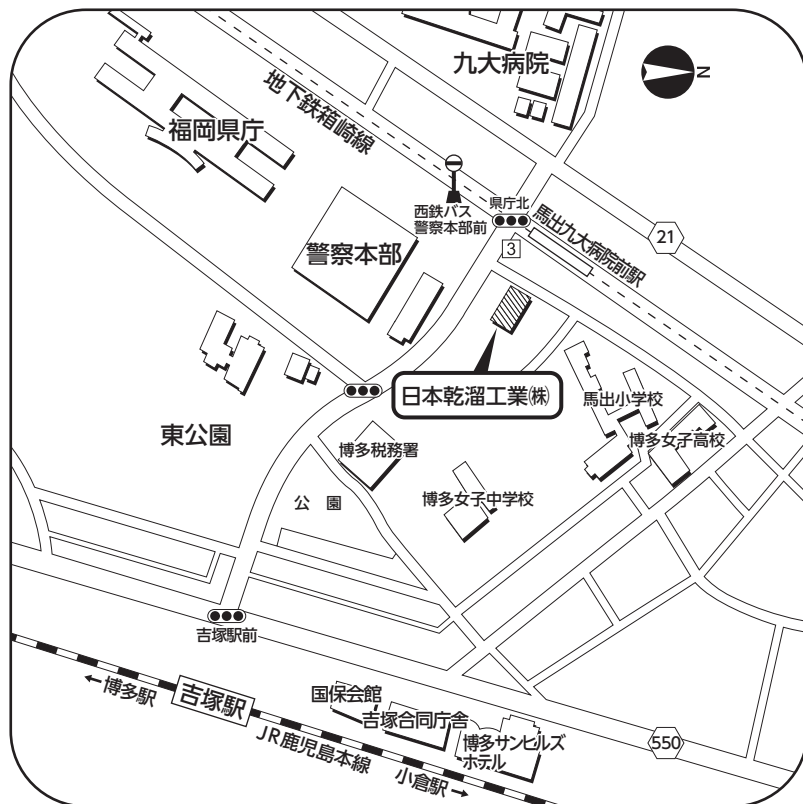 九大病院
N
地下鉄箱崎線
福岡県庁
西鉄バス
警察本部前
県庁北
馬出九大病院前駅
21
3
警察本部
日本乾溜工業㈱
馬出小学校
博多女子高校
東公園
博多税務署
博多女子中学校
公園
吉塚駅前
←博多駅
吉塚駅
JR鹿児島本線
小倉駅→
国保会館
吉塚合同庁舎
博多サンヒルズ
ホテル
550